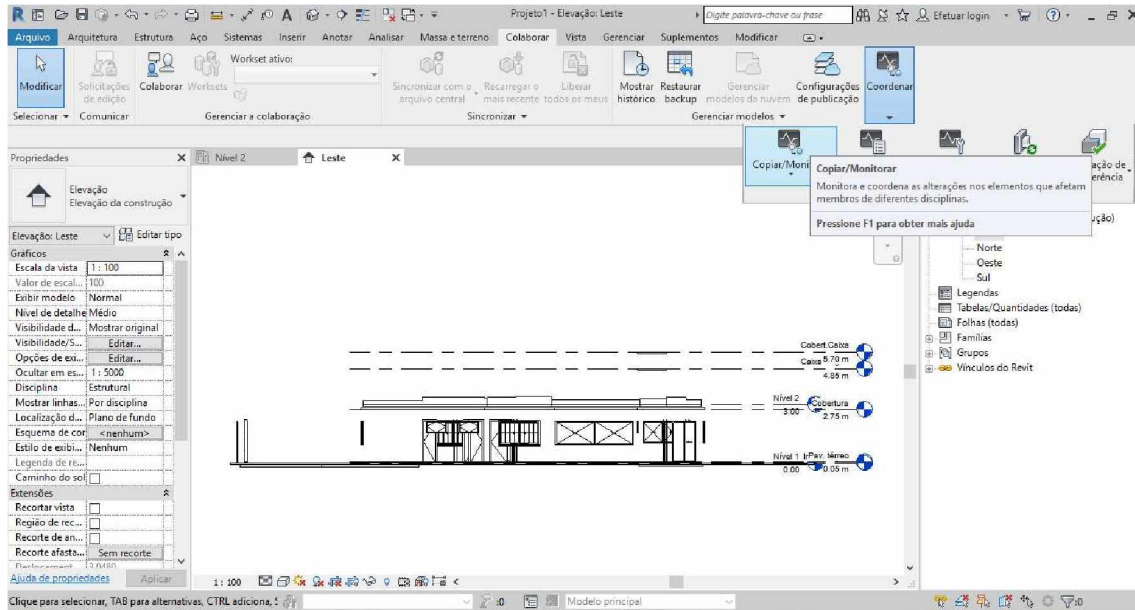 Projeto1 - Elevação: Leste
Digite palavra-chave ou frase
Efetuar login
Arquivo Arquitetura Estrutura Aço Sistemas Inserir Anotar Analisar Massa e terreno Colaborar Vista Gerenciar Suplementos Modificar
Modificar
Solicitações de edição
Colaborar
Worksets
Workset ativo:
Sincronizar com o arquivo central
Recarregar o mais recente
Liberar todos os meus
Mostrar histórico
Restaurar backup
Gerenciar modelos de nuvem
Configurações de publicação
Coordenar
Selecionar Comunicar Gerenciar a colaboração Sincronizar Gerenciar modelos
Copiar/Moni
ação de
erência
Copiar/Monitorar
Monitora e coordena as alterações nos elementos que afetam
membros de diferentes disciplinas.
Pressione F1 para obter mais ajuda
ução)
Norte
Oeste
Sul
Legendas
Tabelas/Quantidades (todas)
Folhas (todas)
Famílias
Grupos
Vínculos do Revit
Propriedades
Nível 2
Leste
Elevação
Elevação da construção
Elevação: Leste
Editar tipo
Gráficos
Escala da vista 1 : 100
Valor de escal... 100
Exibir modelo Normal
Nível de detalhe Médio
Visibilidade d... Mostrar original
Visibilidade/S... Editar...
Opções de exi... Editar...
Ocultar em es... 1 : 5000
Disciplina Estrutural
Mostrar linhas... Por disciplina
Localização d... Plano de fundo
Esquema de cor <nenhum>
Estilo de exibi... Nenhum
Legenda de re...
Caminho do sol
Extensões
Recortar vista
Região de rec...
Recorte de an...
Recorte afasta... Sem recorte
Ajuda de propriedades
Aplicar
Cobert.Caixa
5.70 m
Caixa
4.85 m
Nível 2
3.00
Cobertura
2.75 m
Nível 1
0.00
Pav. térreo
0.05 m
1 : 100
Clique para selecionar, TAB para alternativas, CTRL adiciona,
:0
Modelo principal
:0